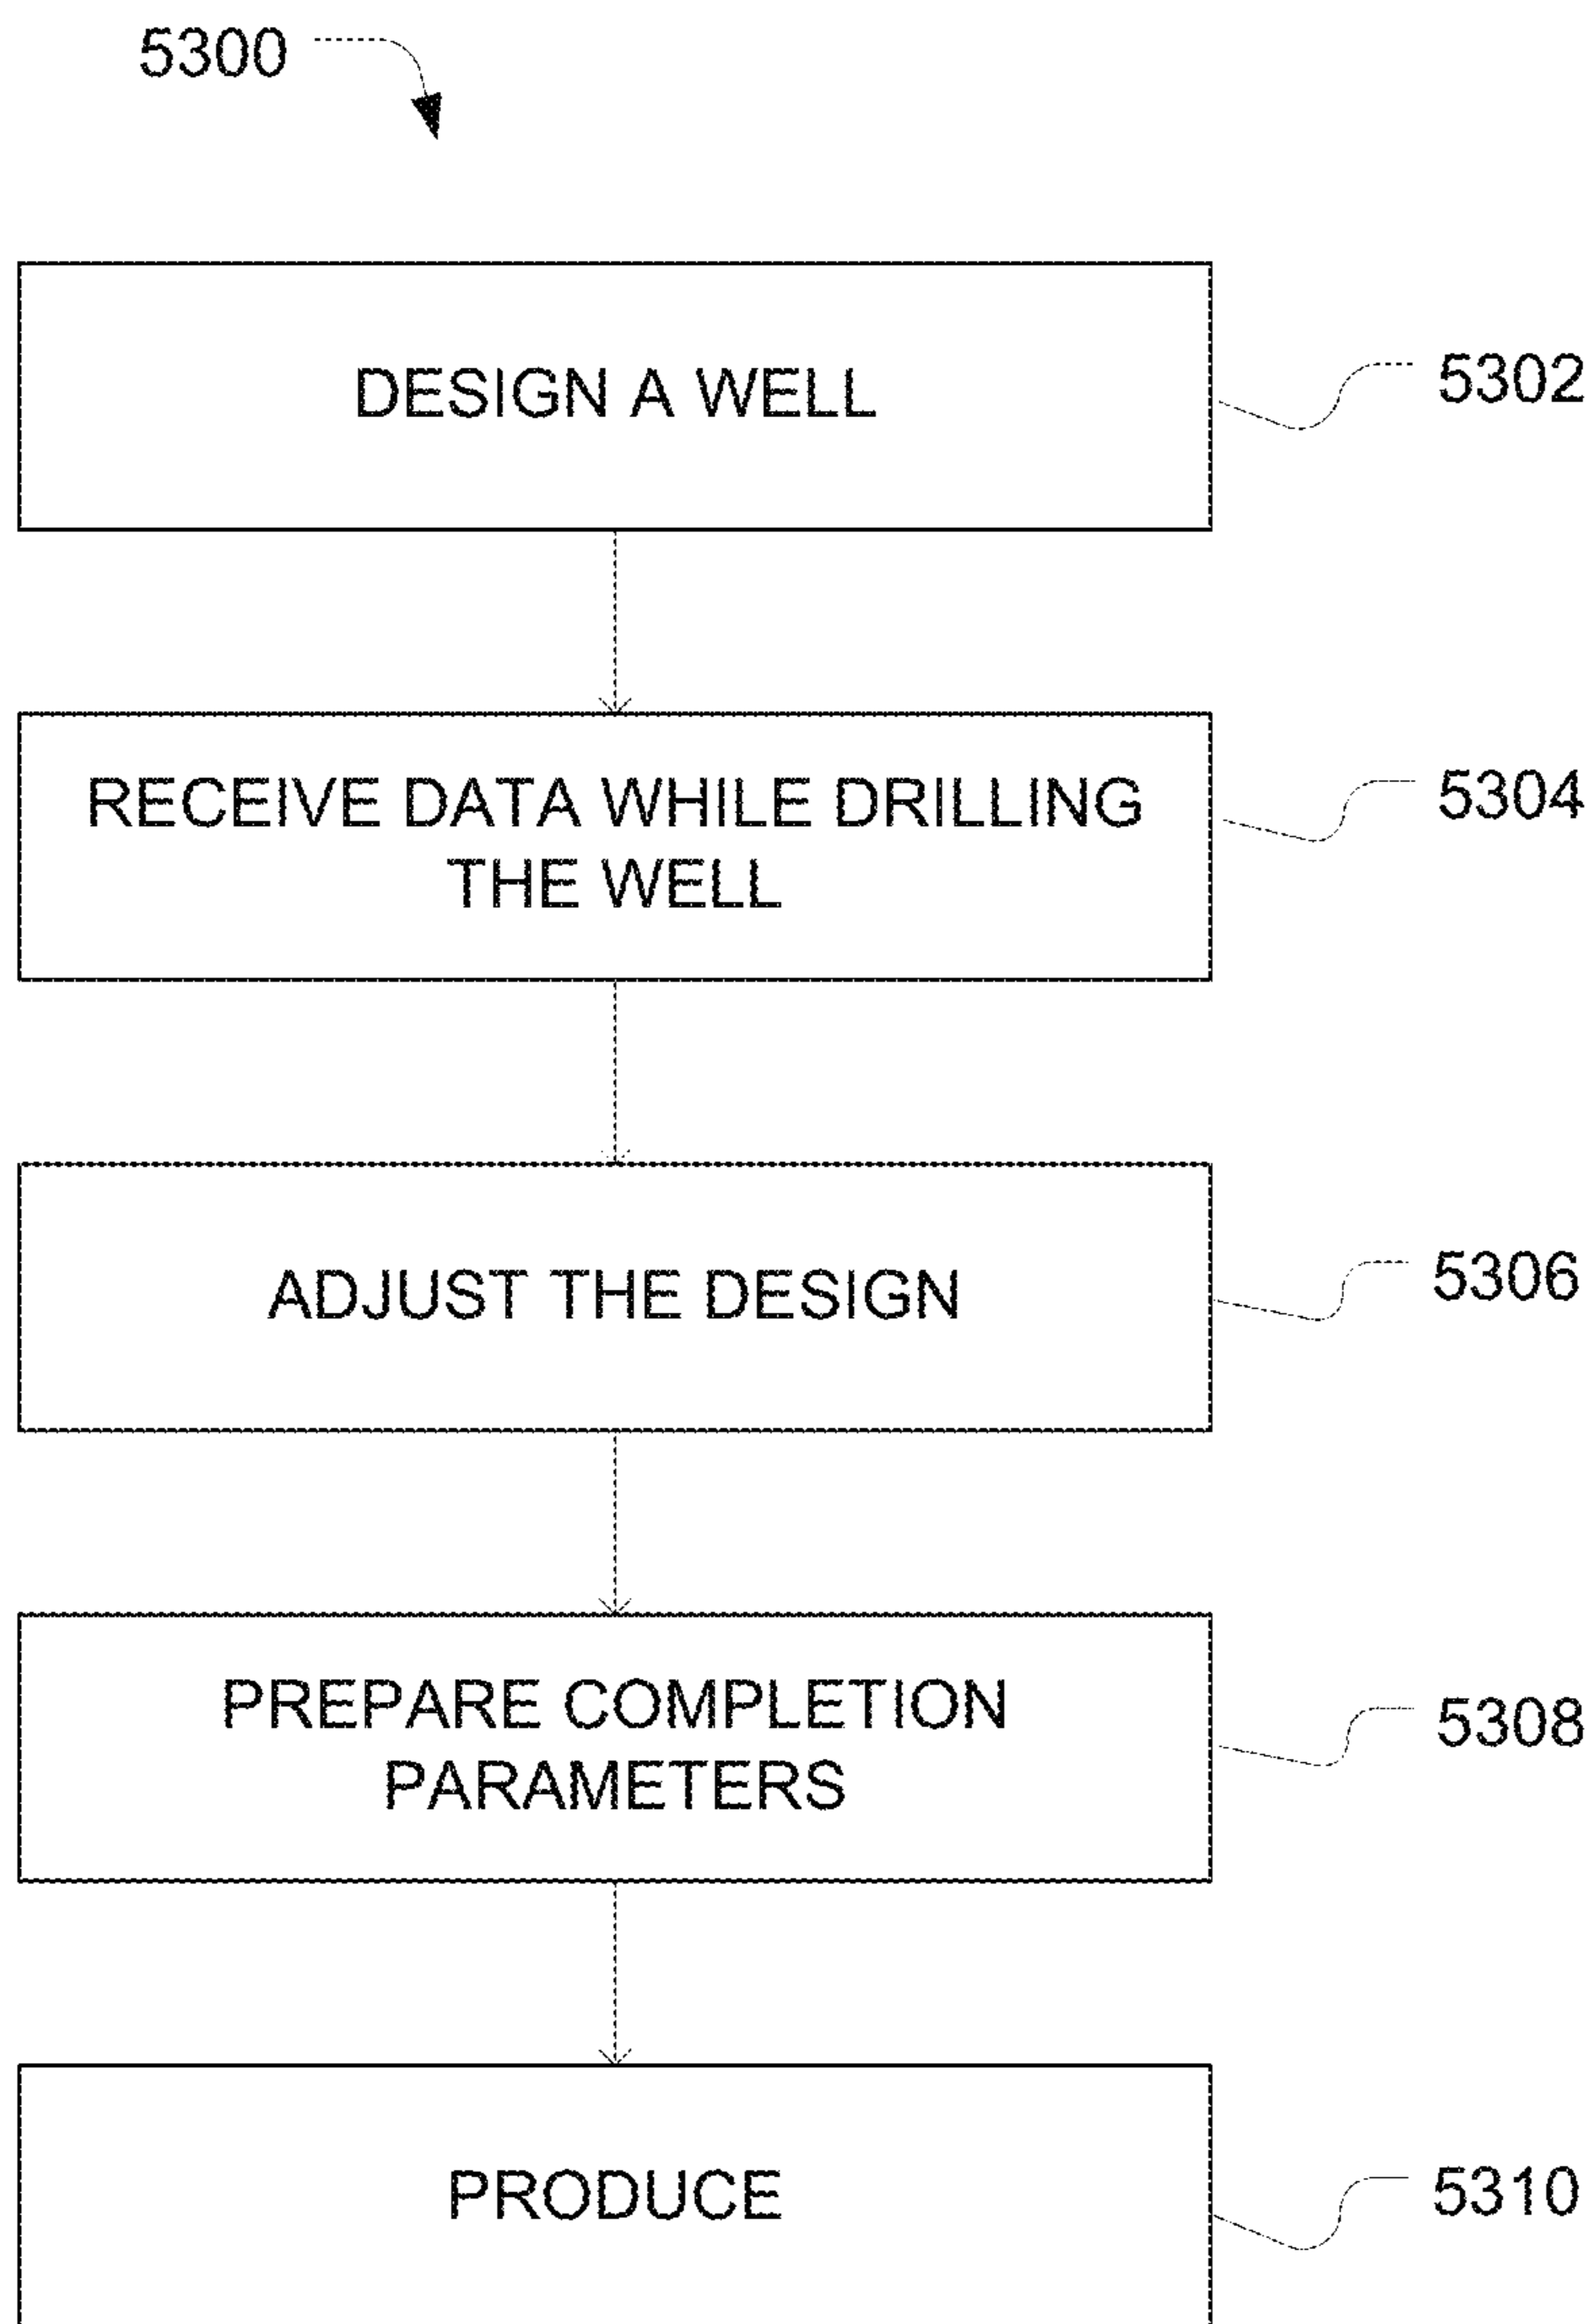 5300
DESIGN A WELL
5302
RECEIVE DATA WHILE DRILLING
THE WELL
5304
ADJUST THE DESIGN
5306
PREPARE COMPLETION
PARAMETERS
5308
PRODUCE
5310